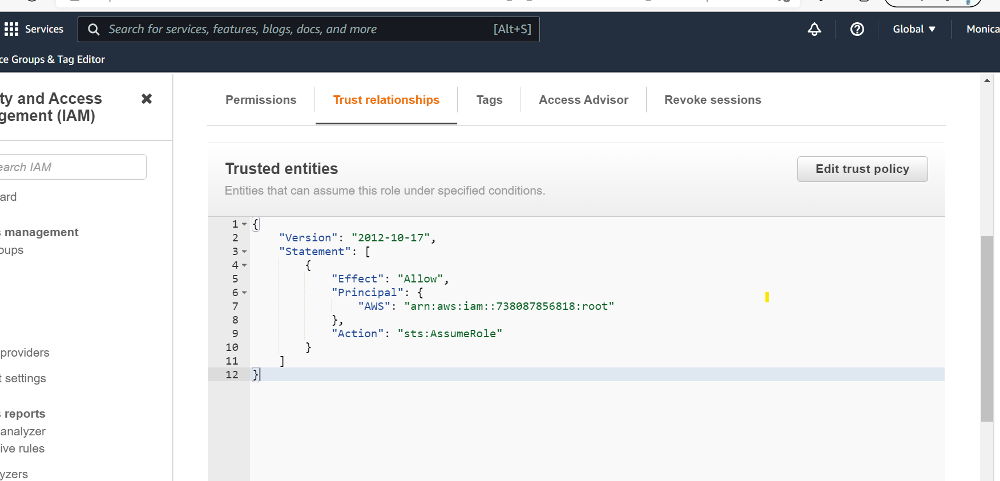 Services
Search for services, features, blogs, docs, and more
[Alt+S]
Global
Monica
ce Groups & Tag Editor
ty and Access
gement (IAM)
earch IAM
ard
s management
oups
providers
t settings
s reports
analyzer
ive rules
yzers
Permissions
Trust relationships
Tags
Access Advisor
Revoke sessions
Trusted entities
Entities that can assume this role under specified conditions.
Edit trust policy
1 {
2 "Version": "2012-10-17",
3 "Statement": [
4 {
5 "Effect": "Allow",
6 "Principal": {
7 "AWS": "arn:aws:iam::738087856818:root"
8 },
9 "Action": "sts:AssumeRole"
10 }
11 ]
12 }